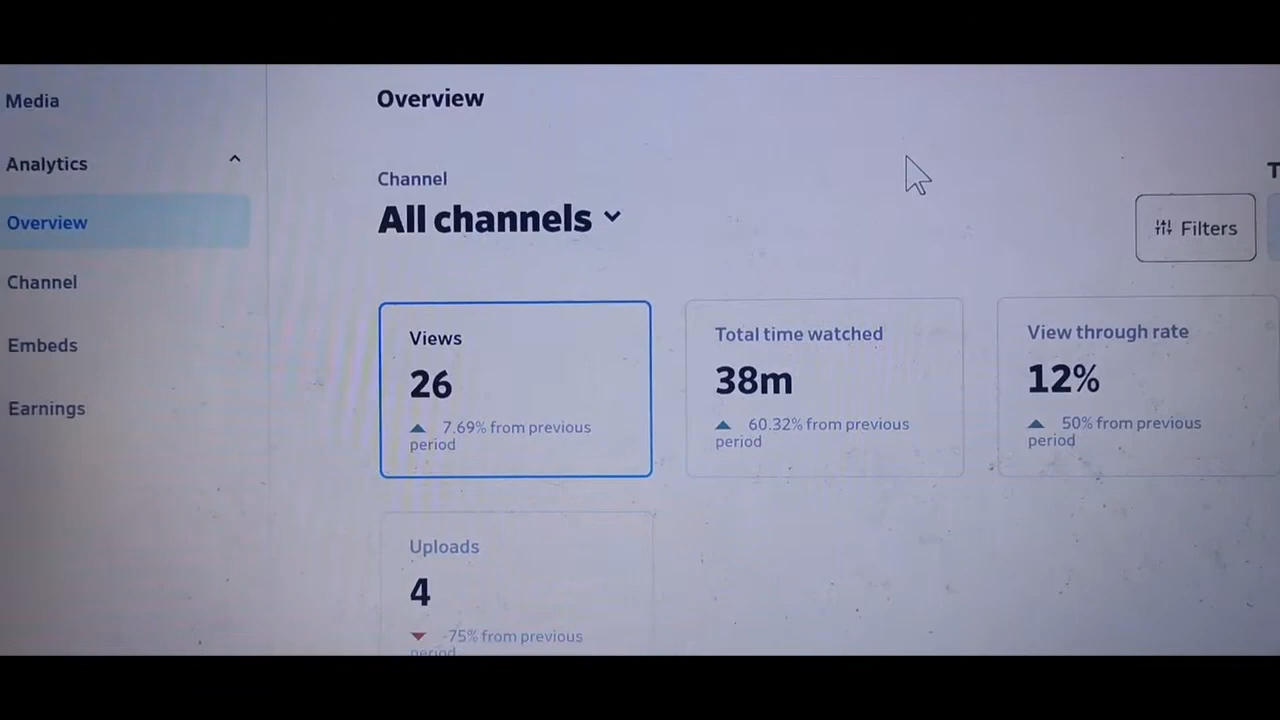 Media
Analytics
Overview
Channel
Embeds
Earnings
Overview
Channel
All channels
Filters
Views
26
7.69% from previous
period
Total time watched
38m
60.32% from previous
period
View through rate
12%
50% from previous
period
Uploads
4
-75% from previous
period